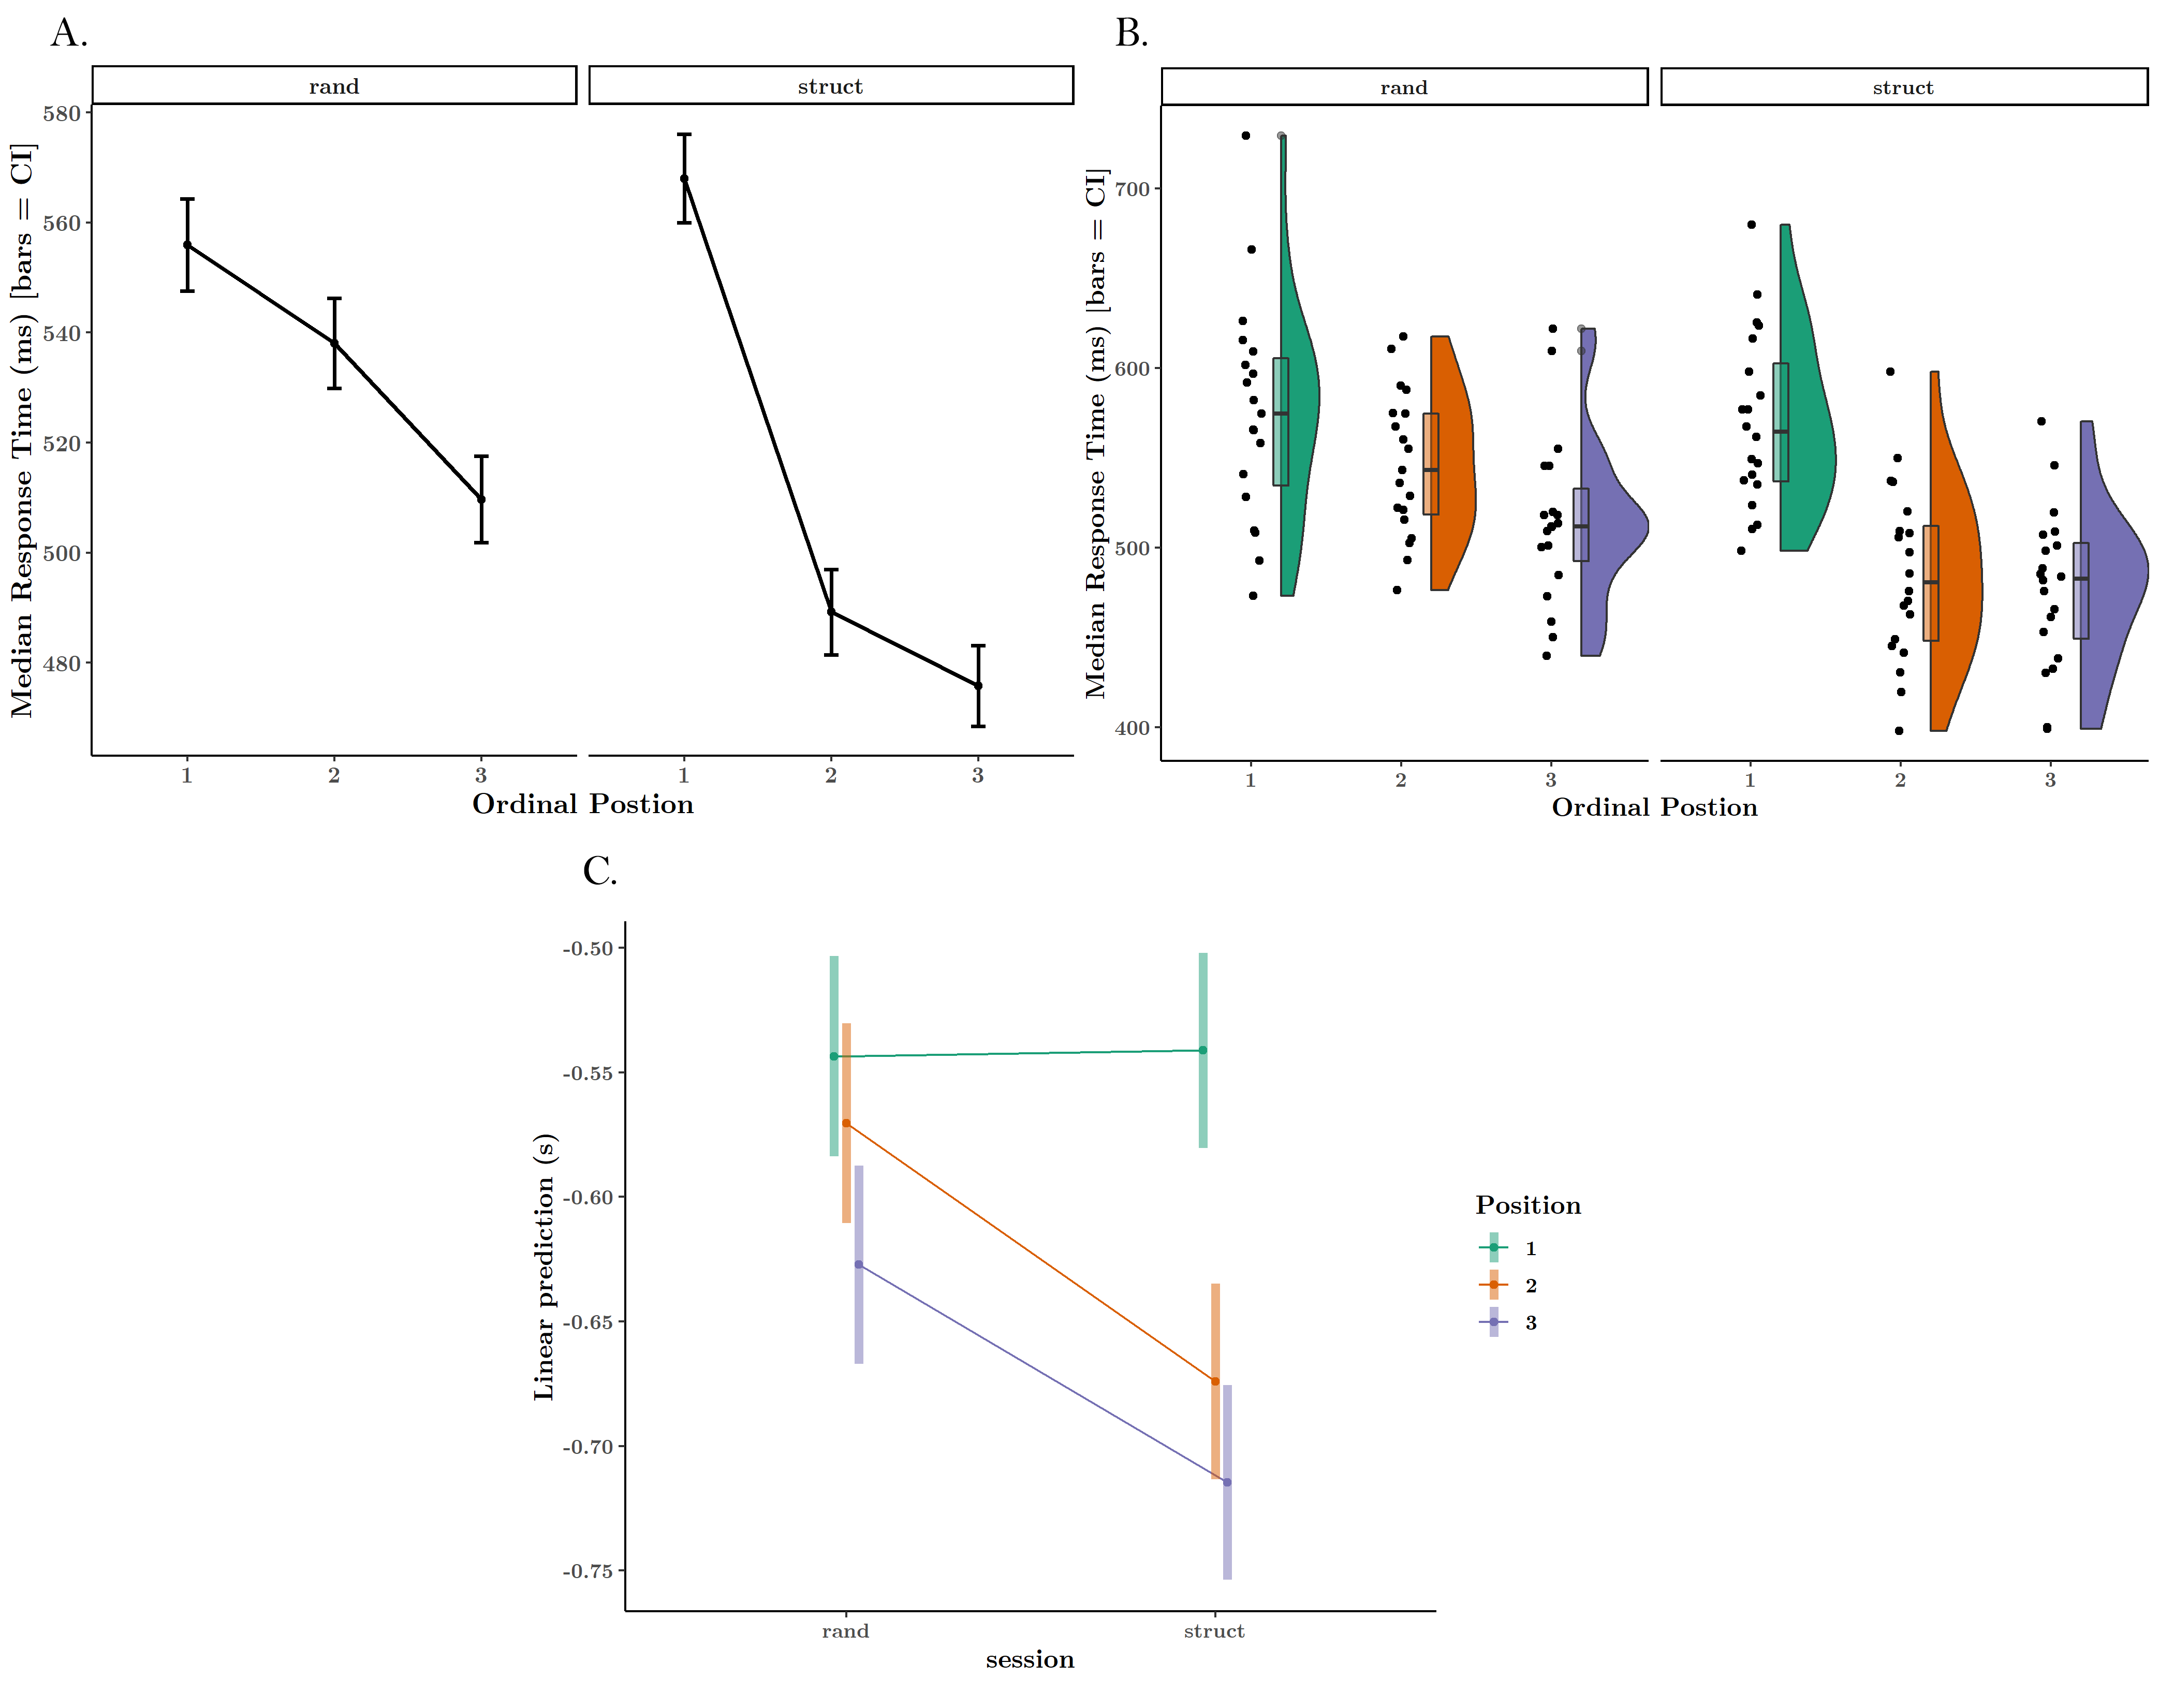 A.
rand struct
Median Response Time (ms) [bars = CI]
580
560
540
520
500
480
1 2 3 1 2 3
Ordinal Postion
B.
rand struct
Median Response Time (ms) [bars = CI]
700
600
500
400
1 2 3 1 2 3
Ordinal Postion
C.
Linear prediction (s)
-0.50
-0.55
-0.60
-0.65
-0.70
-0.75
rand struct
session
Position
1
2
3